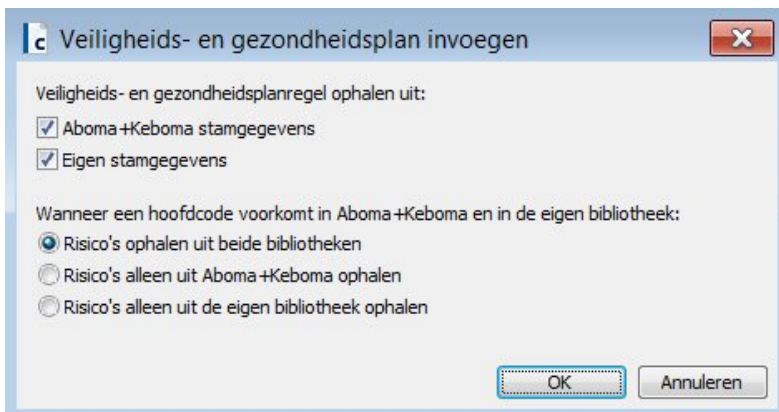 c Veiligheids- en gezondheidsplan invoegen
Veiligheids- en gezondheidsplanregel ophalen uit:
Aboma+Keboma stamgegevens
Eigen stamgegevens
Wanneer een hoofdcode voorkomt in Aboma+Keboma en in de eigen bibliotheek:
Risico's ophalen uit beide bibliotheken
Risico's alleen uit Aboma+Keboma ophalen
Risico's alleen uit de eigen bibliotheek ophalen
OK Annuleren